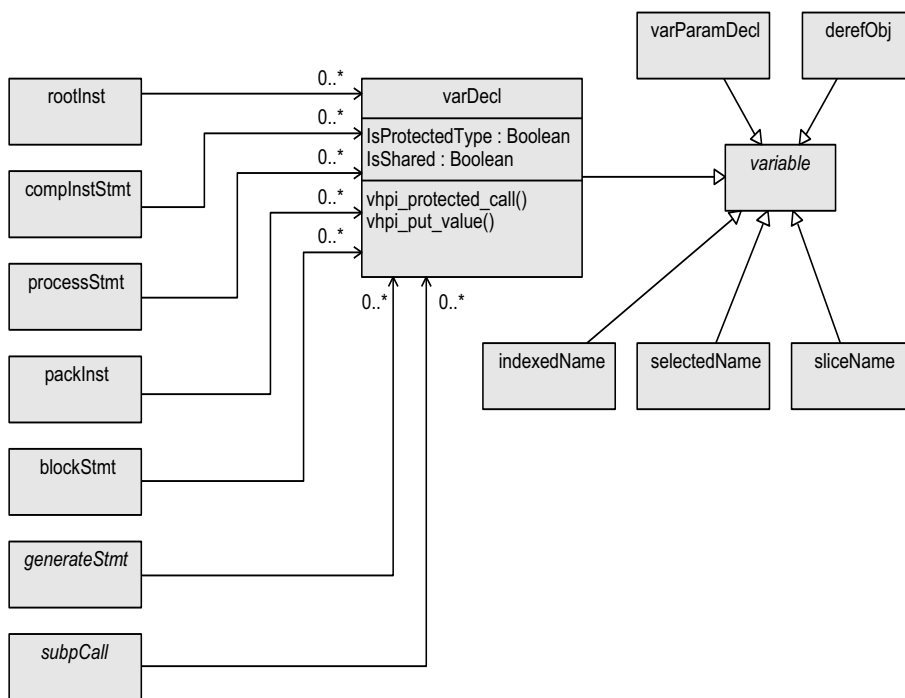 varParamDecl
derefObj
rootInst
0..*
varDecl
0..*
IsProtectedType : Boolean
IsShared : Boolean
variable
compInstStmt
0..*
vhpi_protected_call()
vhpi_put_value()
0..*
0..*
processStmt
0..*
0..*
indexedName
selectedName
sliceName
packInst
blockStmt
generateStmt
subpCall